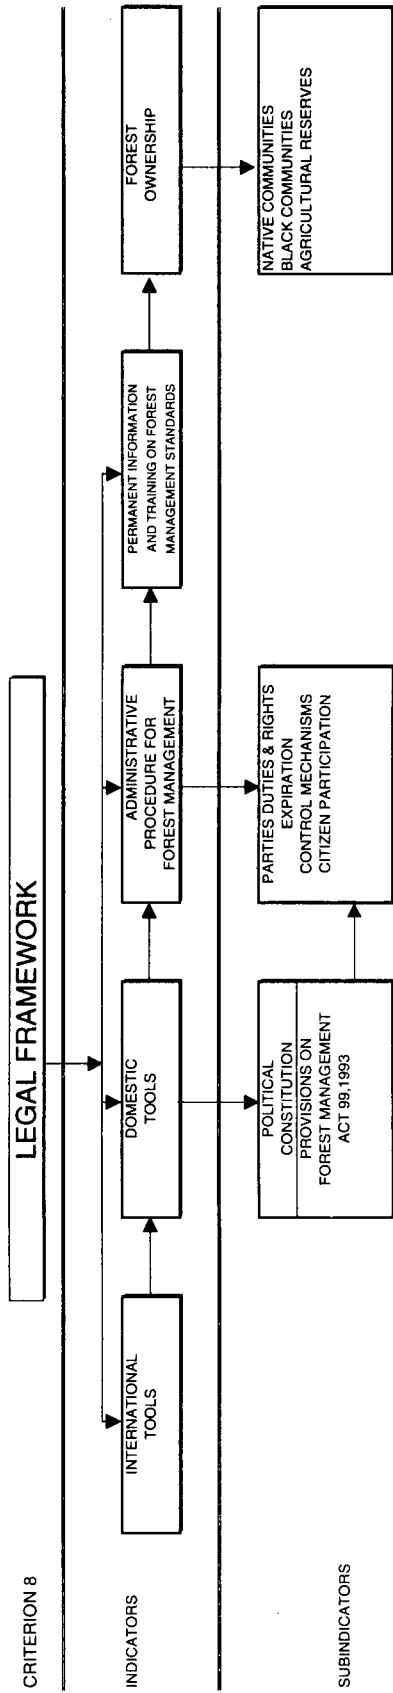 CRITERION 8
LEGAL FRAMEWORK
INDICATORS
INTERNATIONAL
TOOLS
DOMESTIC
TOOLS
ADMINISTRATIVE
PROCEDURE FOR
FOREST MANAGEMENT
PERMANENT INFORMATION
AND TRAINING ON FOREST
MANAGEMENT STANDARDS
FOREST
OWNERSHIP
SUBINDICATORS
POLITICAL
CONSTITUTION
PROVISIONS ON
FOREST MANAGEMENT
ACT 99,1993
PARTIES DUTIES & RIGHTS
EXPIRATION
CONTROL MECHANISMS
CITIZEN PARTICIPATION
NATIVE COMMUNITIES
BLACK COMMUNITIES
AGRICULTURAL RESERVES